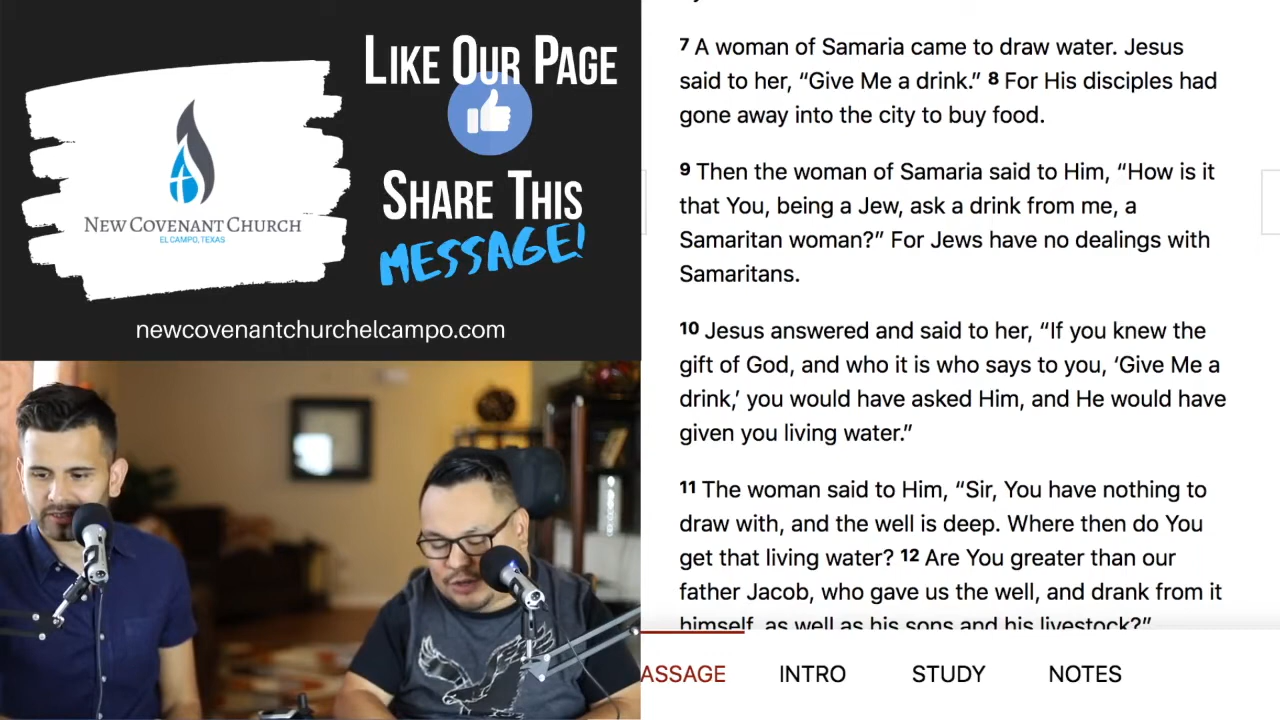 LIKE OUR PAGE
SHARE THIS
MESSAGE!
NEW COVENANT CHURCH
EL CAMPO, TEXAS
newcovenantchurchelcampo.com
7 A woman of Samaria came to draw water. Jesus
said to her, “Give Me a drink.” 8 For His disciples had
gone away into the city to buy food.
9 Then the woman of Samaria said to Him, “How is it
that You, being a Jew, ask a drink from me, a
Samaritan woman?” For Jews have no dealings with
Samaritans.
10 Jesus answered and said to her, “If you knew the
gift of God, and who it is who says to you, ‘Give Me a
drink,’ you would have asked Him, and He would have
given you living water.”
11 The woman said to Him, “Sir, You have nothing to
draw with, and the well is deep. Where then do You
get that living water? 12 Are You greater than our
father Jacob, who gave us the well, and drank from it
himself, as well as his sons and his livestock?”
ASSAGE INTRO STUDY NOTES